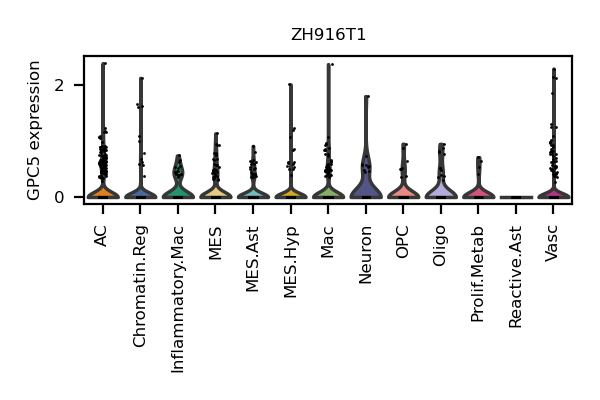 ZH916T1
GPC5 expression
2
0
AC
Chromatin.Reg
Inflammatory.Mac
MES
MES.Ast
MES.Hyp
Mac
Neuron
OPC
Oligo
Prolif.Metab
Reactive.Ast
Vasc